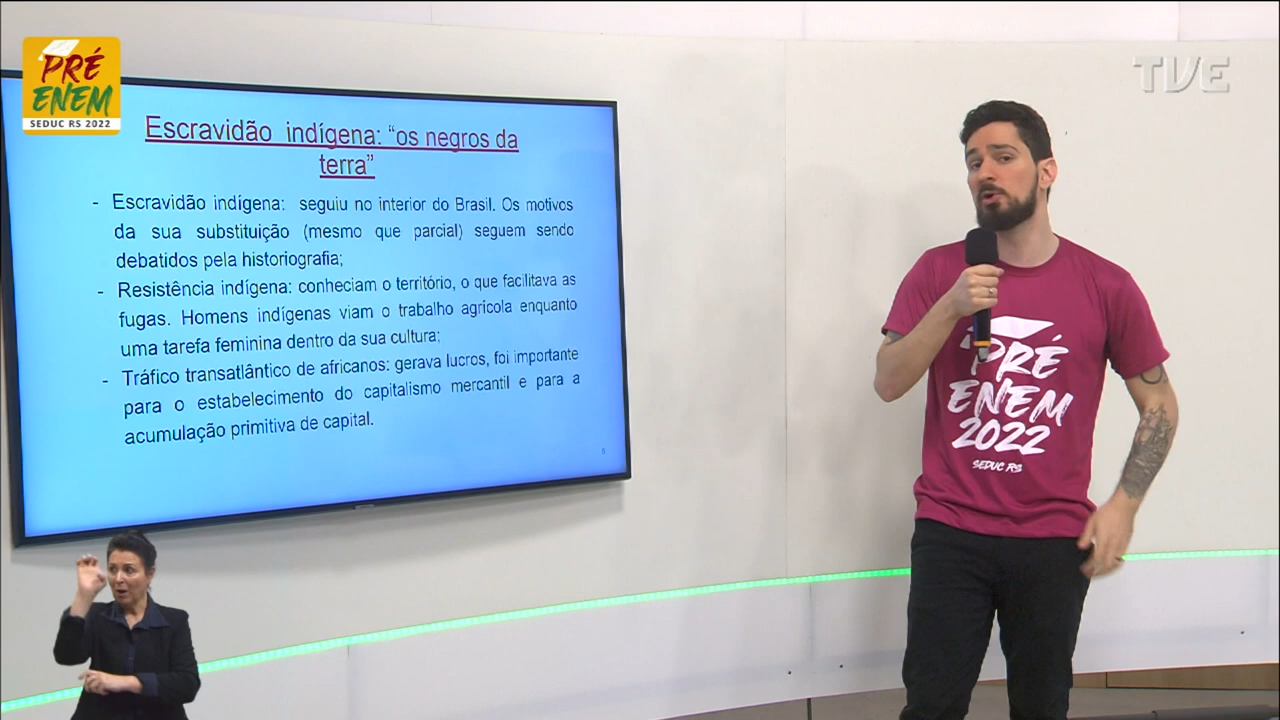 PRÉ
ENEM
SEDUC RS 2022
TVE
Escravidão indígena: “os negros da
terra”
- Escravidão indígena: seguiu no interior do Brasil. Os motivos
da sua substituição (mesmo que parcial) seguem sendo
debatidos pela historiografia;
- Resistência indígena: conheciam o território, o que facilitava as
fugas. Homens indígenas viam o trabalho agrícola enquanto
uma tarefa feminina dentro da sua cultura;
- Tráfico transatlântico de africanos: gerava lucros, foi importante
para o estabelecimento do capitalismo mercantil e para a
acumulação primitiva de capital.
PRÉ
ENEM
2022
SEDUC RS